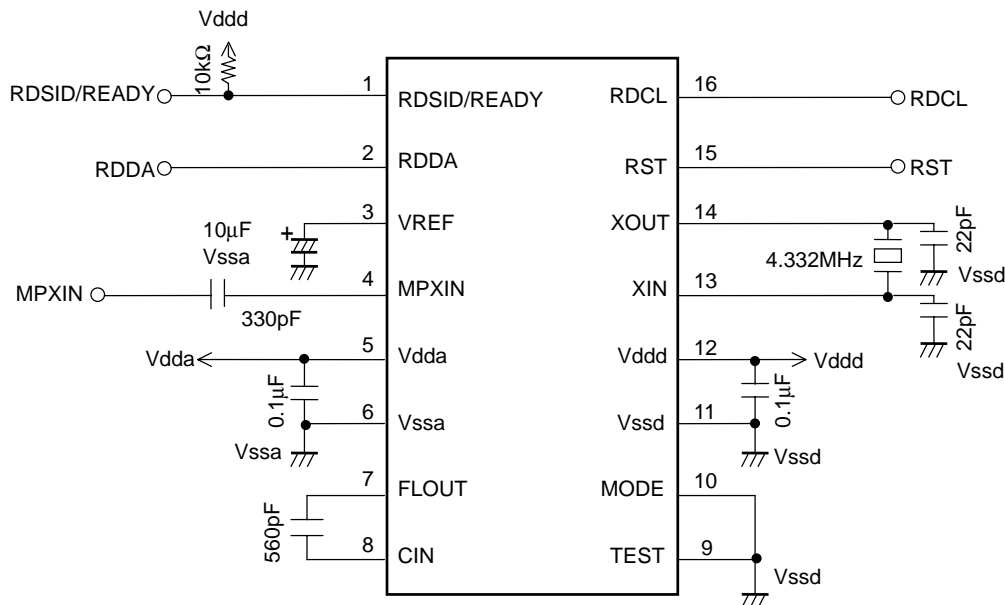 Vddd
10kΩ
RDSID/READY
1
RDSID/READY
RDCL
16
RDCL
RDDA
2
RDDA
RST
15
RST
10µF
+
Vssa
3
VREF
XOUT
14
22pF
4.332MHz
Vssd
MPXIN
330pF
4
MPXIN
XIN
13
22pF
Vssd
Vdda
5
Vdda
Vddd
12
Vddd
0.1µF
0.1µF
6
Vssa
Vssd
11
Vssa
Vssd
7
FLOUT
MODE
10
560pF
8
CIN
TEST
9
Vssd